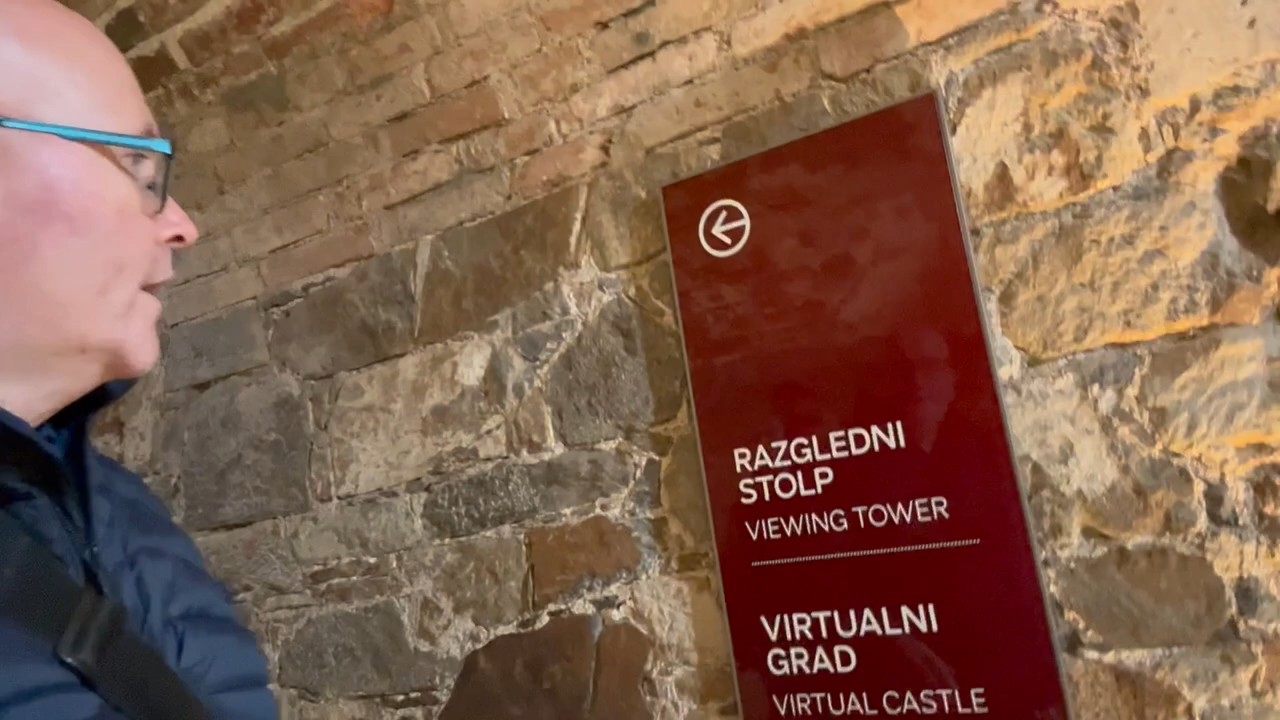 RAZGLEDNI
STOLP
VIEWING TOWER
VIRTUALNI
GRAD
VIRTUAL CASTLE